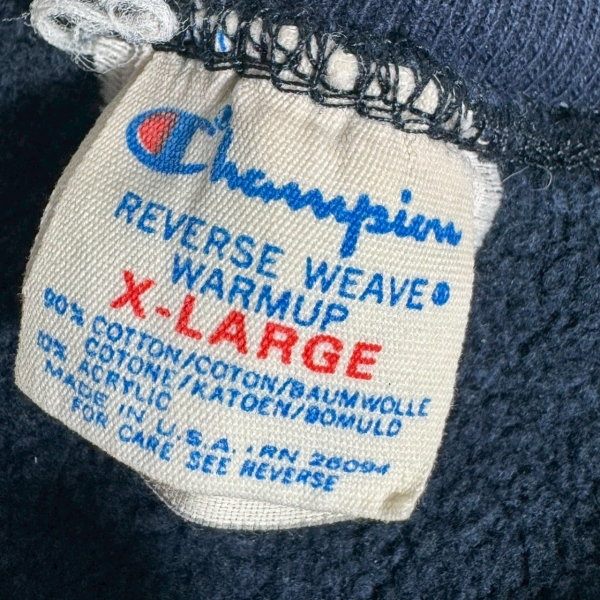 Champion
REVERSE WEAVE®
WARMUP
X-LARGE
90% COTTON/COTON/BAUMWOLLE
COTONE/KATOEN/BOMULD
10% ACRYLIC
MADE IN U.S.A. RN 26094
FOR CARE SEE REVERSE